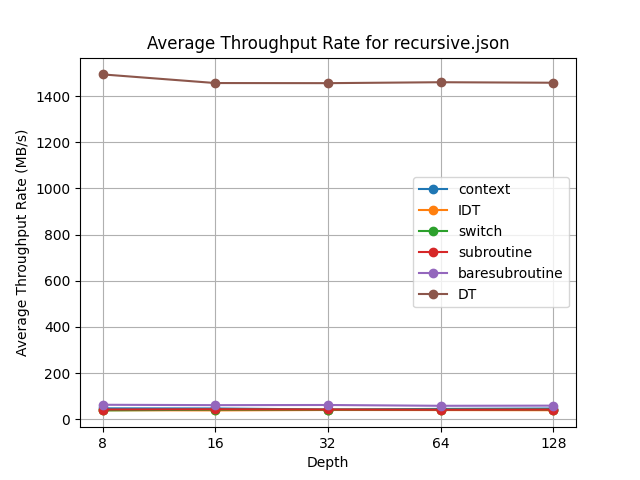 Average Throughput Rate for recursive.json
Average Throughput Rate (MB/s)
1400
1200
1000
800
600
400
200
0
context
IDT
switch
subroutine
baresubroutine
DT
8 16 32 64 128
Depth